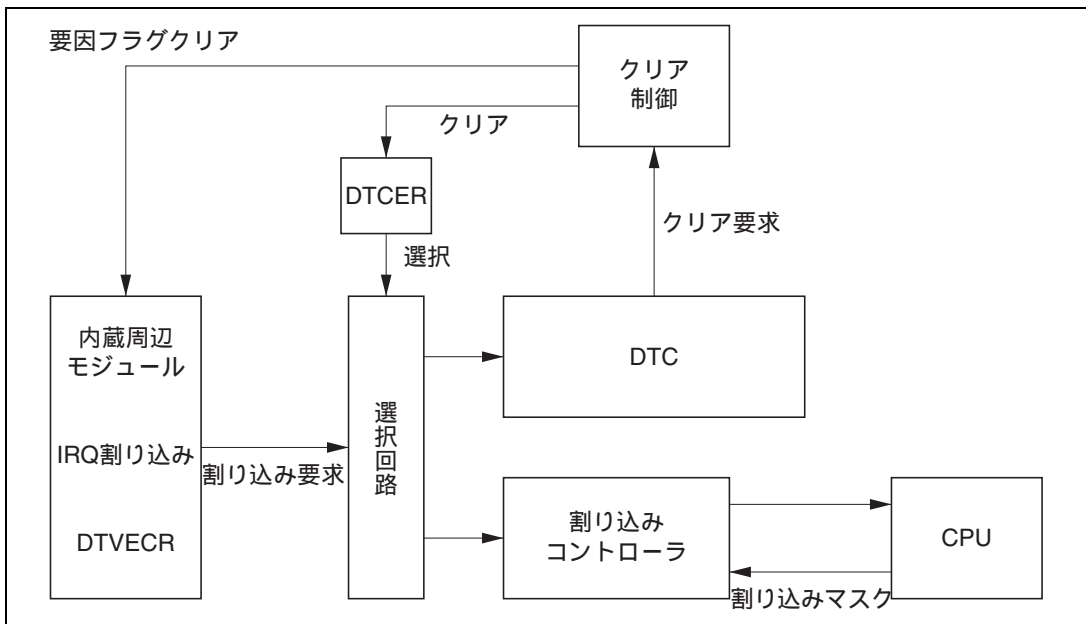 要因フラグクリア
クリア
制御
クリア
DTCER
クリア要求
選択
内蔵周辺
モジュール
DTC
選択回路
IRQ割り込み
割り込み要求
DTVECR
割り込み
コントローラ
CPU
割り込みマスク